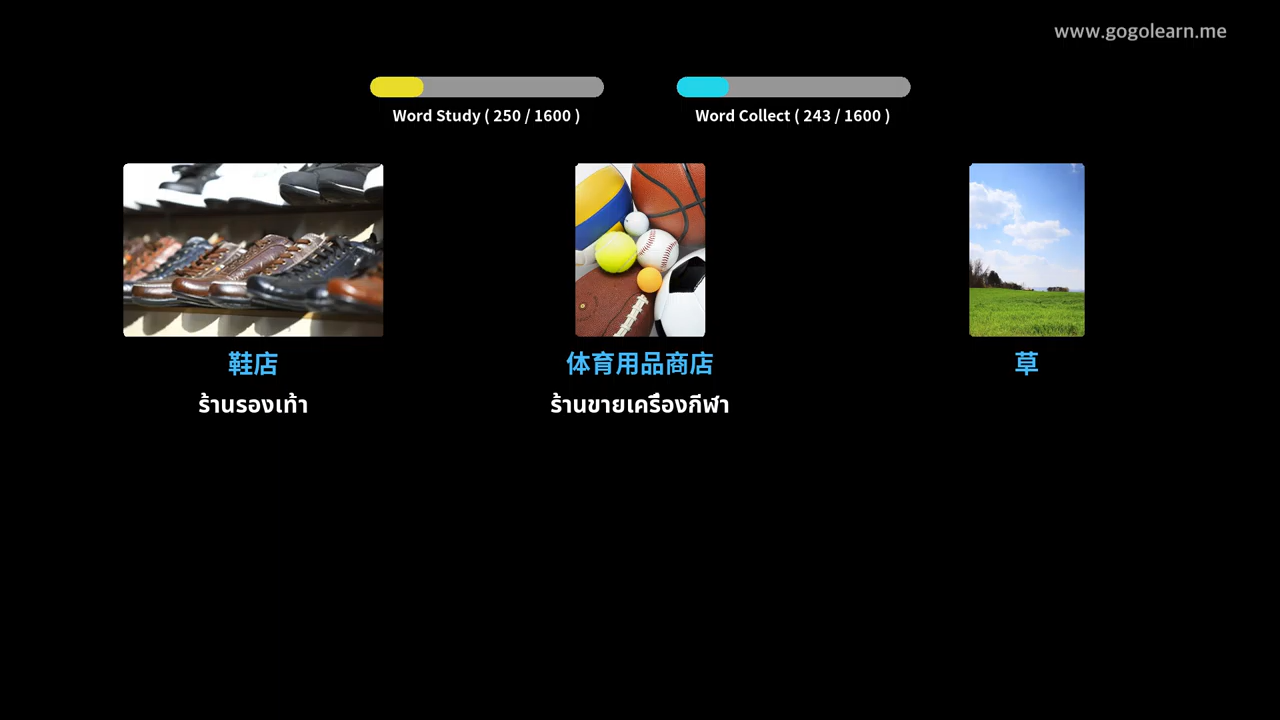 www.gogolearn.me
Word Study ( 250 / 1600 )
Word Collect ( 243 / 1600 )
鞋店
体育用品商店
草
ร้านรองเท้า
ร้านขายเครื่องกีฬา